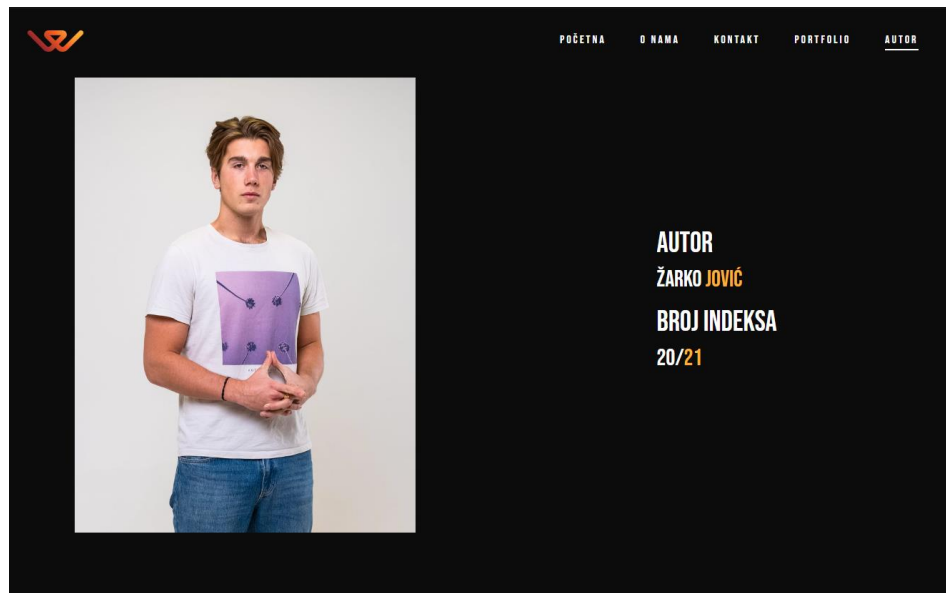 POČETNA O NAMA KONTAKT PORTFOLIO AUTOR
AUTOR
ŽARKO JOVIĆ
BROJ INDEKSA
20/21